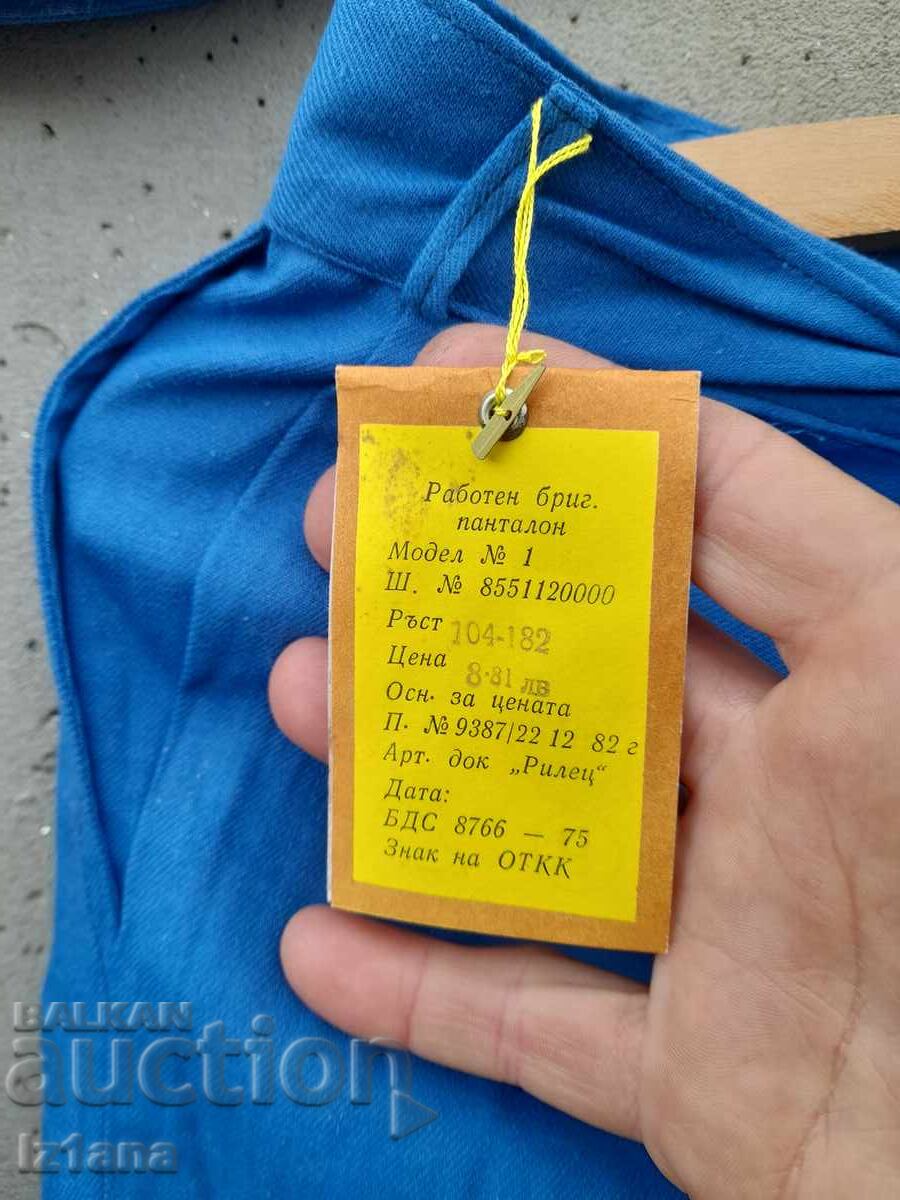 Работен бриг.
панталон
Модел № 1
Ш. № 8551120000
Ръст 104-182
Цена 8.81 лв
Осн. за цената
П. № 9387/22 12 82 г
Арт. док „Рилец“
Дата:
БДС 8766 — 75
Знак на ОТКК
BALKAN
auction
Iz1ana